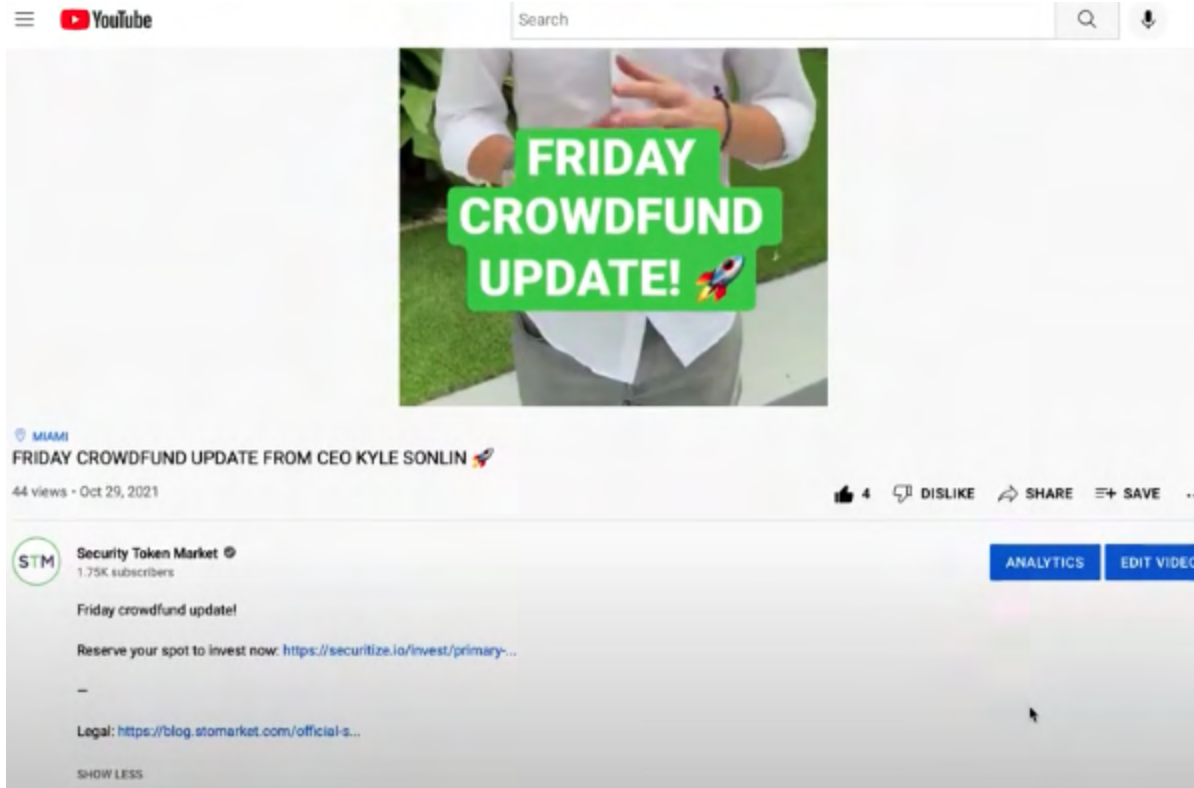 YouTube
Search
FRIDAY
CROWDFUND
UPDATE! 🚀
MIAMI
FRIDAY CROWDFUND UPDATE FROM CEO KYLE SONLIN 🚀
44 views • Oct 29, 2021
4 DISLIKE SHARE SAVE ...
STM
Security Token Market
1.75K subscribers
ANALYTICS
EDIT VIDEO
Friday crowdfund update!
Reserve your spot to invest now: https://securitize.io/invest/primary-...
—
Legal: https://blog.stomarket.com/official-s...
SHOW LESS